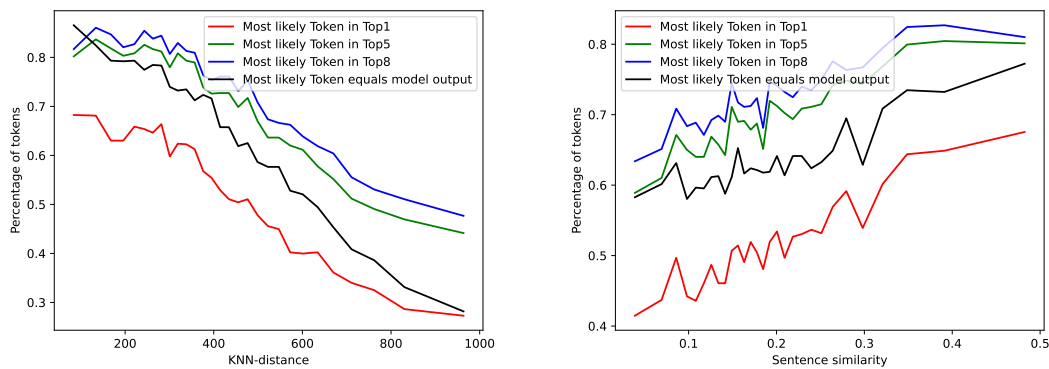 Most likely Token in Top1
Most likely Token in Top5
Most likely Token in Top8
Most likely Token equals model output
0.8
0.7
0.6
0.5
0.4
0.3
Percentage of tokens
200
400
600
800
1000
KNN-distance
Most likely Token in Top1
Most likely Token in Top5
Most likely Token in Top8
Most likely Token equals model output
0.8
0.7
0.6
0.5
0.4
Percentage of tokens
0.1
0.2
0.3
0.4
0.5
Sentence similarity